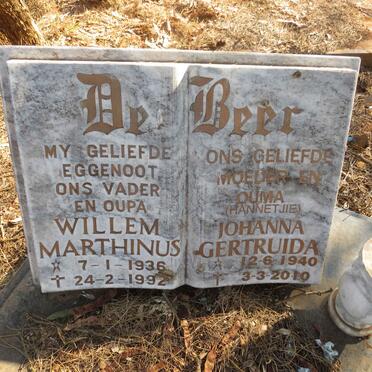 De Beer
MY GELIEFDE
EGGENOOT
ONS VADER
EN OUPA
WILLEM
MARTHINUS
7-1-1936
24-2-1992
ONS GELIEFDE
MOEDER EN
OUMA
(HANNETJIE)
JOHANNA
GERTRUIDA
12-6-1940
3-3-2010